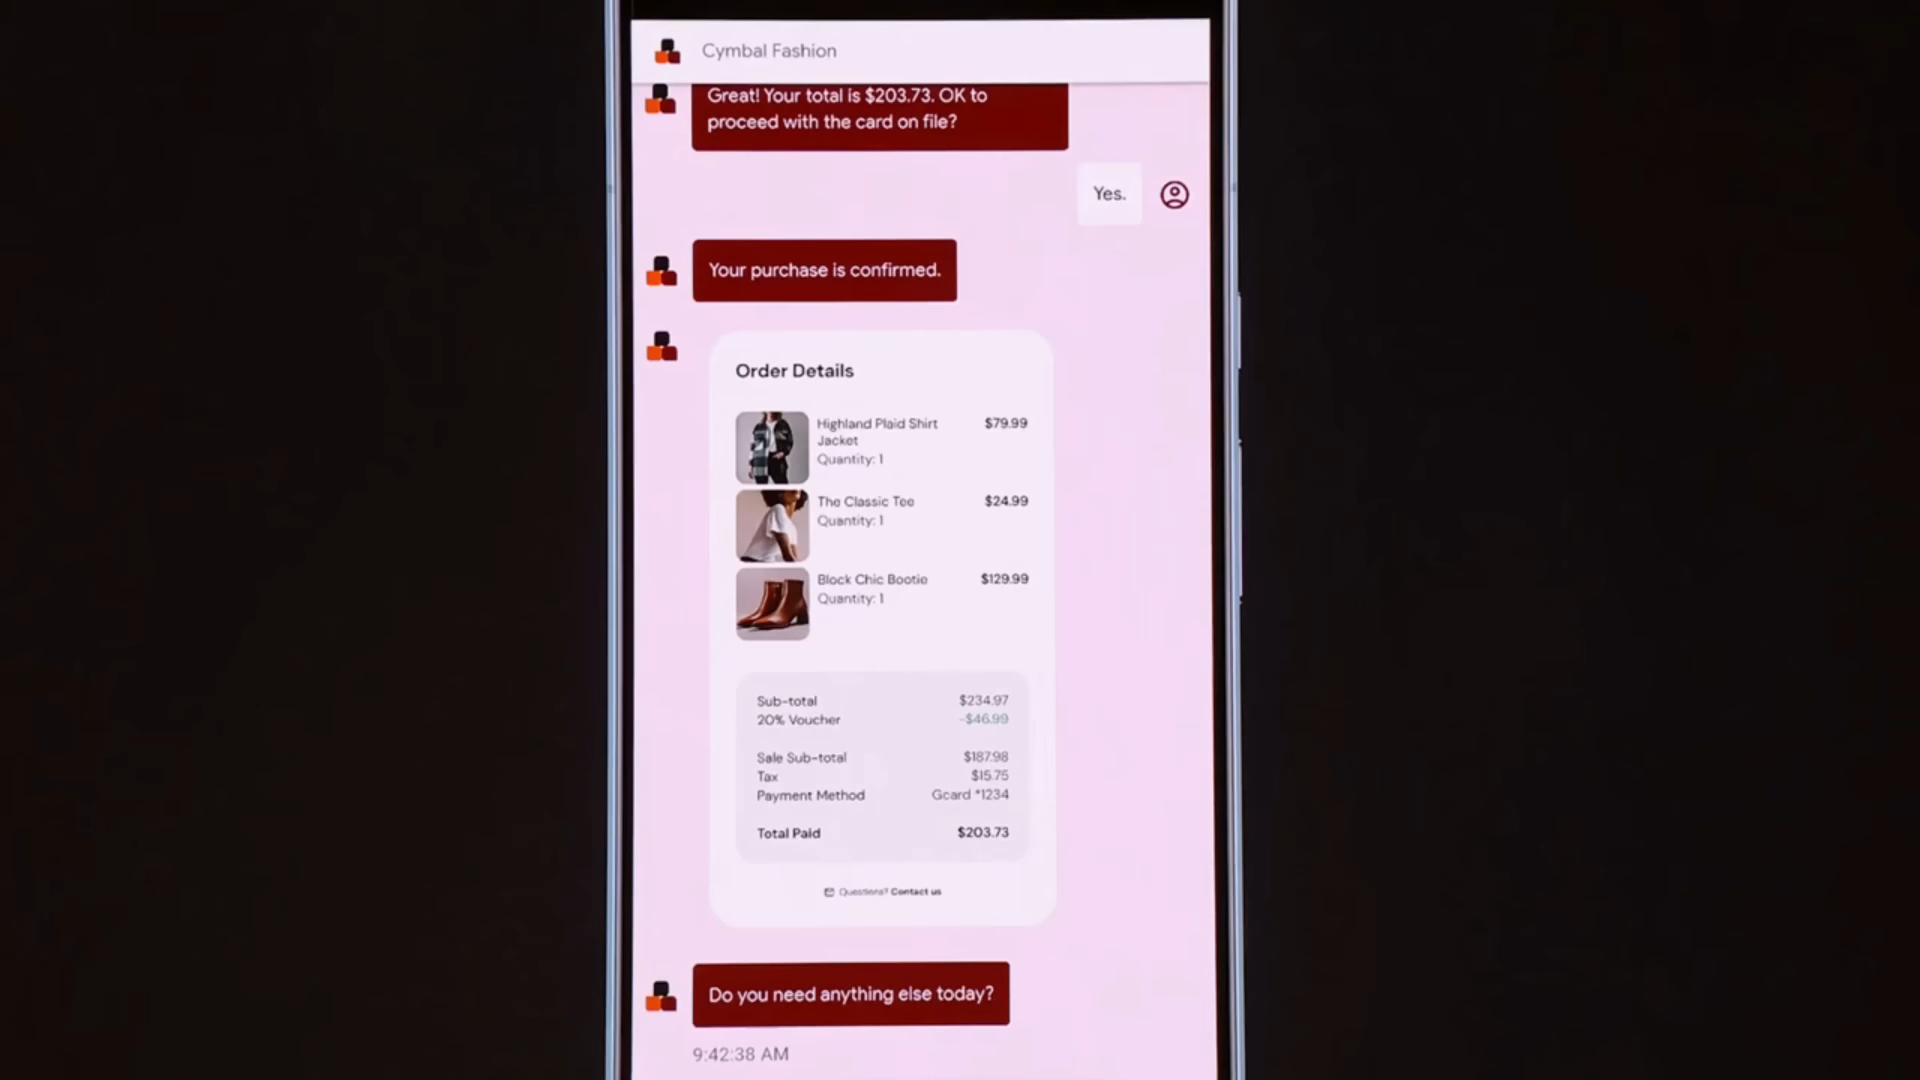 Cymbal Fashion
Great! Your total is $203.73. OK to
proceed with the card on file?
Yes.
Your purchase is confirmed.
Order Details
Highland Plaid Shirt $79.99
Jacket
Quantity: 1
The Classic Tee $24.99
Quantity: 1
Block Chic Bootie $129.99
Quantity: 1
Sub-total $234.97
20% Voucher -$46.99
Sale Sub-total $187.98
Tax $15.75
Payment Method Gcard *1234
Total Paid $203.73
Questions? Contact us
Do you need anything else today?
9:42:38 AM